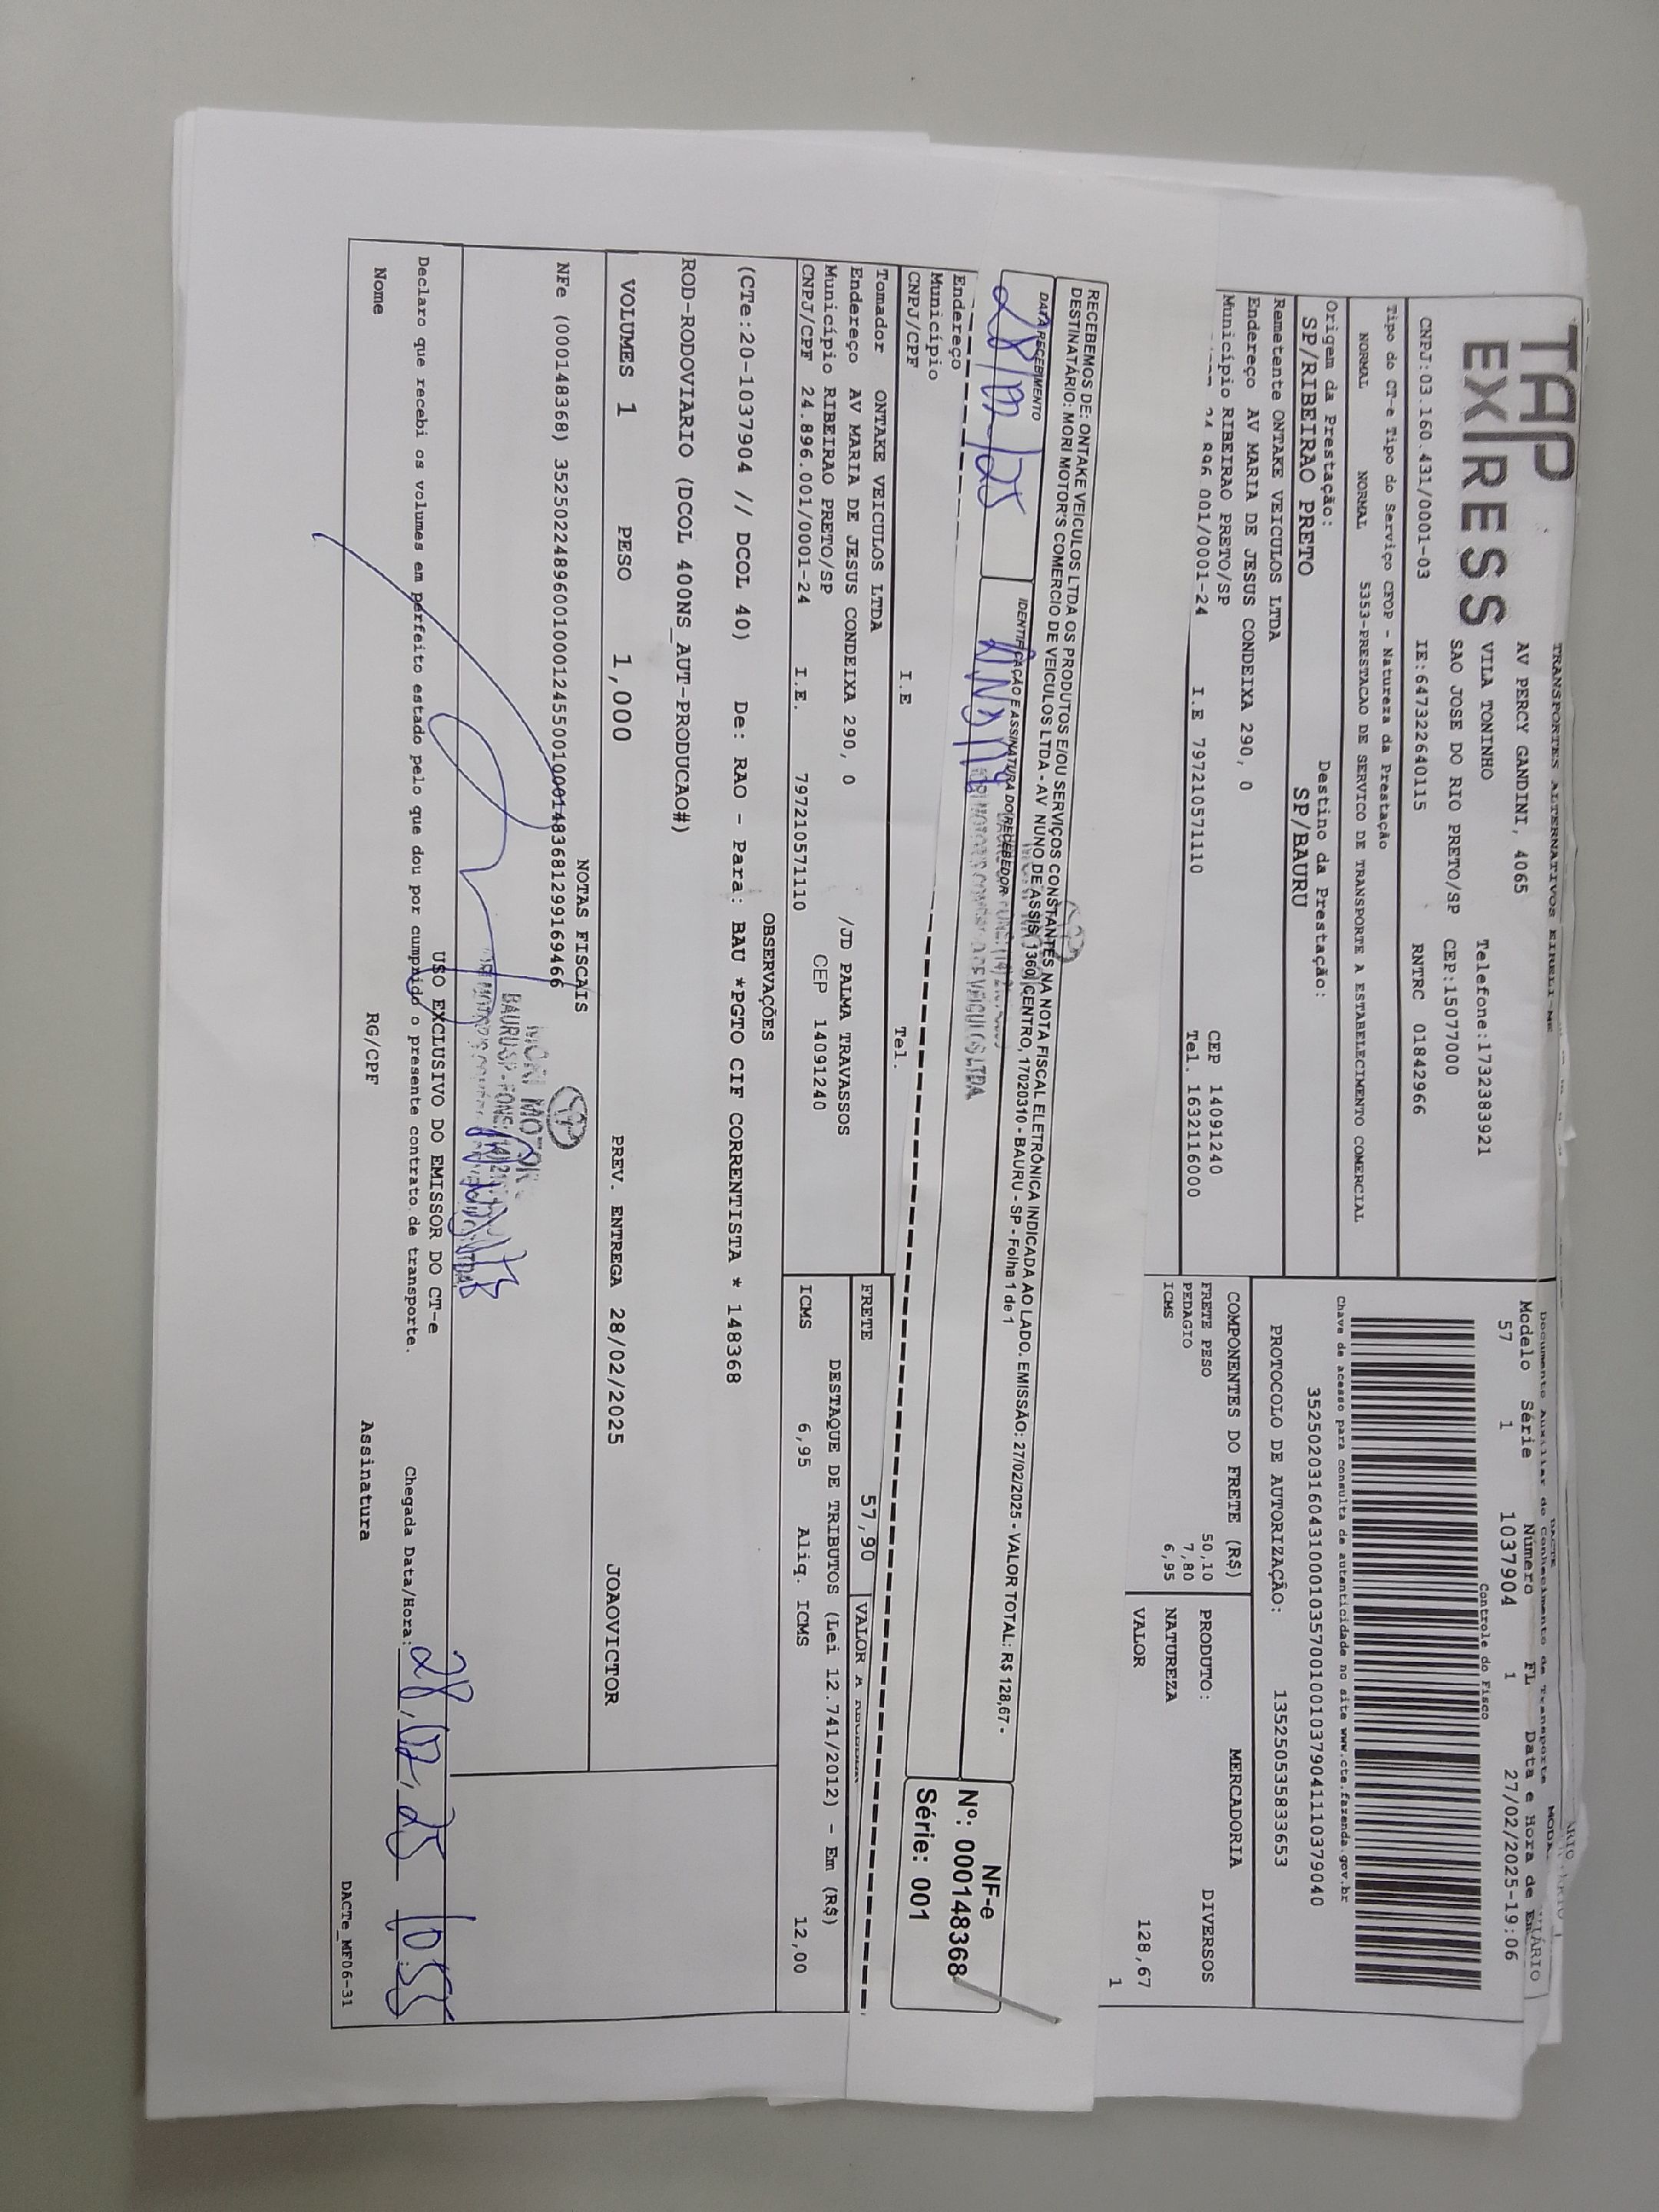 TAP
EXPRESS
TRANSPORTES ALTERNATIVOS EIRELI-ME
AV PERCY GANDINI, 4065
VILA TONINHO Telefone:1732383921
SAO JOSE DO RIO PRETO/SP CEP:15077000
CNPJ:03.160.431/0001-03 IE:647322640115 RNTRC 01842966
Tipo do CT-e Tipo do Serviço CFOP - Natureza da Prestação
NORMAL NORMAL 5353-PRESTACAO DE SERVICO DE TRANSPORTE A ESTABELECIMENTO COMERCIAL
Origem da Prestação: Destino da Prestação:
SP/RIBEIRAO PRETO SP/BAURU
Remetente ONTAKE VEICULOS LTDA
Endereço AV MARIA DE JESUS CONDEIXA 290, 0 CEP 14091240
Município RIBEIRAO PRETO/SP Tel. 1632116000
24.896.001/0001-24 I.E 797210571110
DACTE
Documento Auxiliar de Conhecimento de Transporte
Modelo Série Número FL Data e Hora de
57 1 1037904 1 27/02/2025-19:06
Controle do Fisco
Chave de acesso para consulta de autenticidade no site www.cte.fazenda.gov.br
35250203160431000103570010010379041110379040
PROTOCOLO DE AUTORIZAÇÃO: 135250535833653
COMPONENTES DO FRETE (R$)
FRETE PESO 50,10
PEDAGIO 7,80
ICMS 6,95
MERCADORIA
PRODUTO: DIVERSOS
NATUREZA
VALOR 128,67
1
RECEBEMOS DE: ONTAKE VEICULOS LTDA OS PRODUTOS E/OU SERVIÇOS CONSTANTES NA NOTA FISCAL ELETRÔNICA INDICADA AO LADO. EMISSÃO: 27/02/2025 - VALOR TOTAL: R$ 128,67 -
DESTINATÁRIO: MORI MOTOR'S COMERCIO DE VEICULOS LTDA - AV NUNO DE ASSIS, 1360, CENTRO, 17020310 - BAURU - SP - Folha 1 de 1
DATA RECEBIMENTO IDENTIFICAÇÃO E ASSINATURA DO RECEBEDOR
NF-e
Nº: 000148368
Série: 001
Endereço
Município
CNPJ/CPF I.E Tel.
Tomador ONTAKE VEICULOS LTDA
Endereço AV MARIA DE JESUS CONDEIXA 290, 0 /JD PALMA TRAVASSOS
Município RIBEIRAO PRETO/SP CEP 14091240
CNPJ/CPF 24.896.001/0001-24 I.E. 797210571110
FRETE 57,90 VALOR A
DESTAQUE DE TRIBUTOS (Lei 12.741/2012) - Em (R$)
ICMS 6,95 Aliq. ICMS 12,00
OBSERVAÇÕES
(CTe:20-1037904 // DCOL 40) De: RAO - Para: BAU *PGTO CIF CORRENTISTA * 148368
ROD-RODOVIARIO (DCOL 400NS_AUT-PRODUCAO#)
VOLUMES 1 PESO 1,000 PREV. ENTREGA 28/02/2025 JOAOVICTOR
NOTAS FISCAIS
NFe (000148368) 35250224896001000124550010001483681299169466
USO EXCLUSIVO DO EMISSOR DO CT-e
Declaro que recebi os volumes em perfeito estado pelo que dou por cumprido o presente contrato de transporte. Chegada Data/Hora: 28/02/25 10:55
Nome RG/CPF Assinatura
DACTe_MF06-31